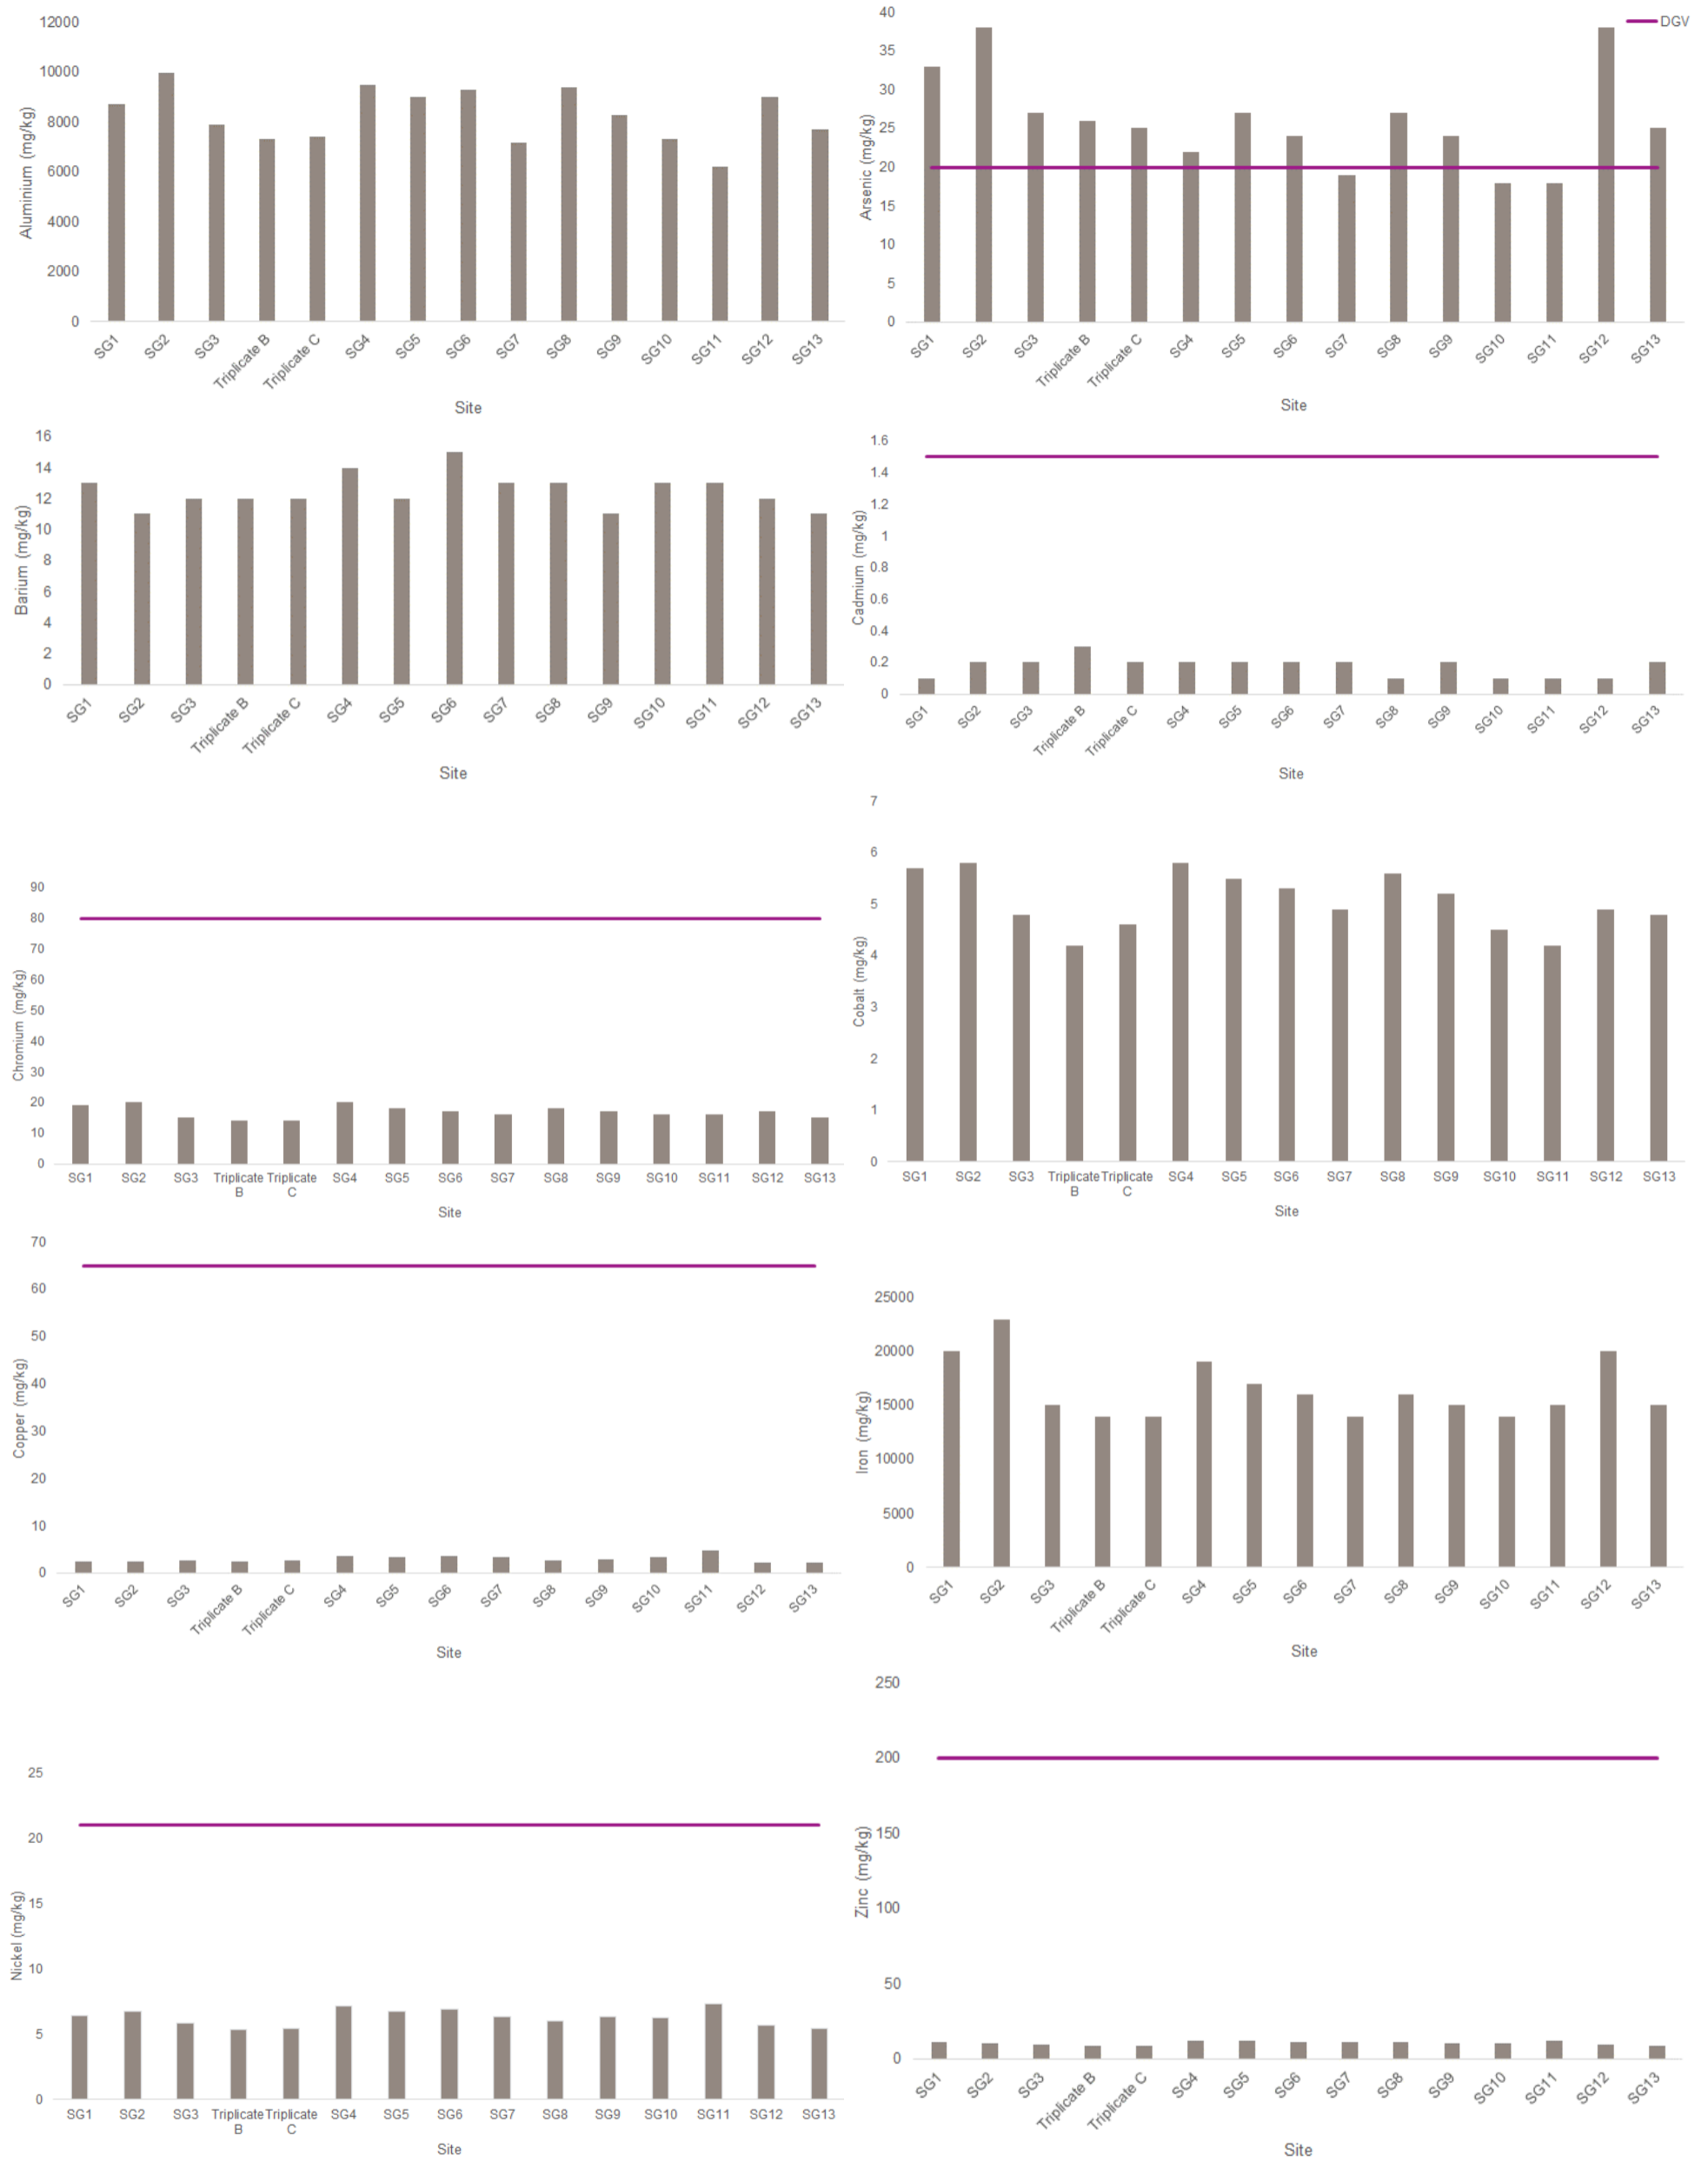 12000
10000
8000
6000
4000
2000
0
Aluminium (mg/kg)
SG1 SG2 SG3 Triplicate B Triplicate C SG4 SG5 SG6 SG7 SG8 SG9 SG10 SG11 SG12 SG13
Site
40
35
30
25
20
15
10
5
0
Arsenic (mg/kg)
DGV
SG1 SG2 SG3 Triplicate B Triplicate C SG4 SG5 SG6 SG7 SG8 SG9 SG10 SG11 SG12 SG13
Site
16
14
12
10
8
6
4
2
0
Barium (mg/kg)
SG1 SG2 SG3 Triplicate B Triplicate C SG4 SG5 SG6 SG7 SG8 SG9 SG10 SG11 SG12 SG13
Site
1.6
1.4
1.2
1
0.8
0.6
0.4
0.2
0
Cadmium (mg/kg)
SG1 SG2 SG3 Triplicate B Triplicate C SG4 SG5 SG6 SG7 SG8 SG9 SG10 SG11 SG12 SG13
Site
90
80
70
60
50
40
30
20
10
0
Chromium (mg/kg)
SG1 SG2 SG3 Triplicate B Triplicate C SG4 SG5 SG6 SG7 SG8 SG9 SG10 SG11 SG12 SG13
Site
7
6
5
4
3
2
1
0
Cobalt (mg/kg)
SG1 SG2 SG3 Triplicate B Triplicate C SG4 SG5 SG6 SG7 SG8 SG9 SG10 SG11 SG12 SG13
Site
70
60
50
40
30
20
10
0
Copper (mg/kg)
SG1 SG2 SG3 Triplicate B Triplicate C SG4 SG5 SG6 SG7 SG8 SG9 SG10 SG11 SG12 SG13
Site
25000
20000
15000
10000
5000
0
Iron (mg/kg)
SG1 SG2 SG3 Triplicate B Triplicate C SG4 SG5 SG6 SG7 SG8 SG9 SG10 SG11 SG12 SG13
Site
25
20
15
10
5
0
Nickel (mg/kg)
SG1 SG2 SG3 Triplicate B Triplicate C SG4 SG5 SG6 SG7 SG8 SG9 SG10 SG11 SG12 SG13
Site
250
200
150
100
50
0
Zinc (mg/kg)
SG1 SG2 SG3 Triplicate B Triplicate C SG4 SG5 SG6 SG7 SG8 SG9 SG10 SG11 SG12 SG13
Site